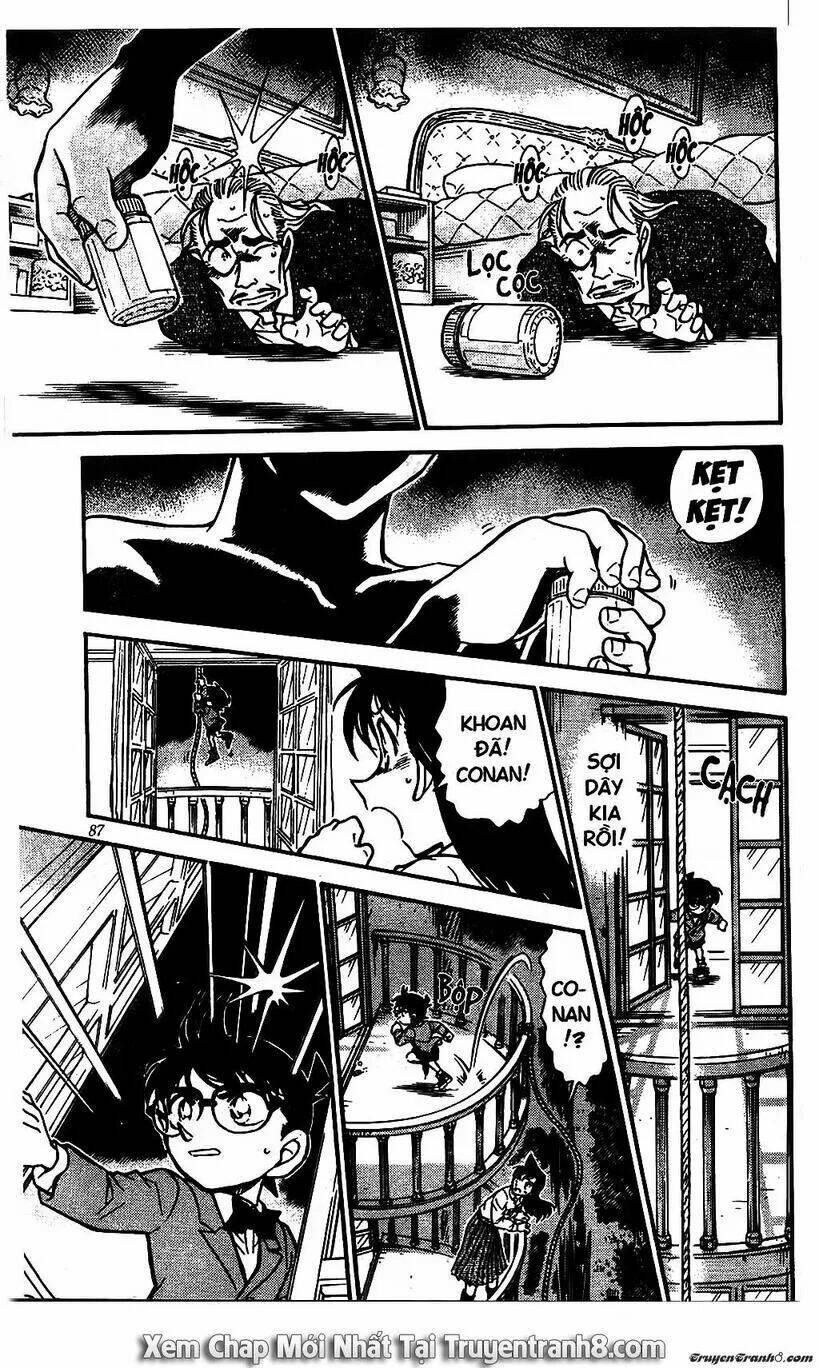 HỘC
HỘC
HỘC
HỘC
HỘC
LỌC
CỌC
KẸT
KẸT!
KHOAN
ĐÃ!
CONAN!
SỢI
DÂY
KIA
RỒI!
CẠCH
87
BỘP
CO-
NAN
!?
Xem Chap Mới Nhất Tại Truyentranh8.com
TruyenTranh8.com